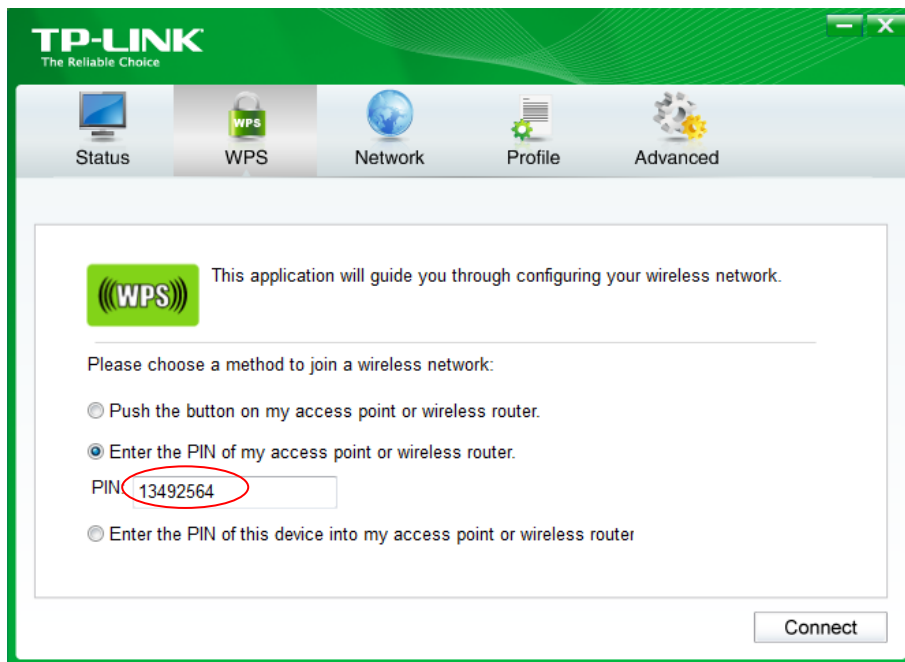 TP-LINK
The Reliable Choice
Status WPS Network Profile Advanced
WPS
(((WPS)))
This application will guide you through configuring your wireless network.
Please choose a method to join a wireless network:
Push the button on my access point or wireless router.
Enter the PIN of my access point or wireless router.
PIN: 13492564
Enter the PIN of this device into my access point or wireless router
Connect